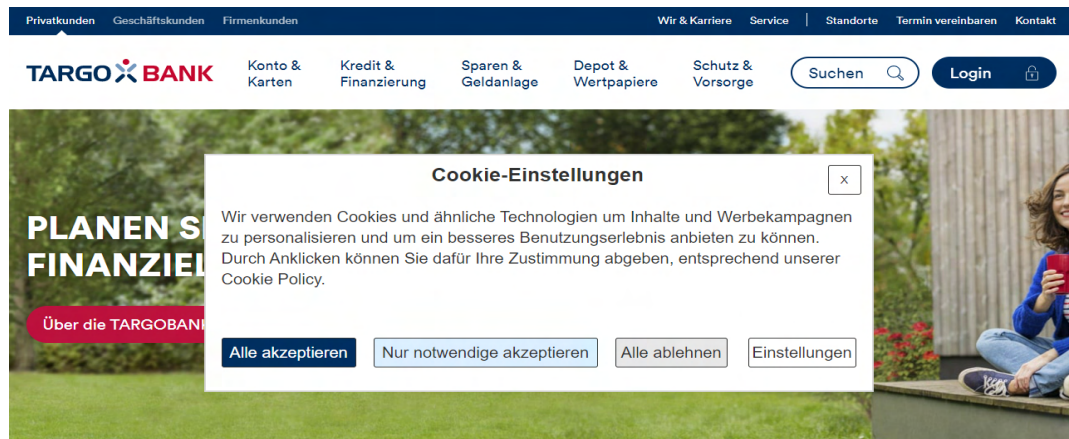 Privatkunden Geschäftskunden Firmenkunden Wir & Karriere Service Standorte Termin vereinbaren Kontakt
TARGO BANK
Konto &
Karten
Kredit &
Finanzierung
Sparen &
Geldanlage
Depot &
Wertpapiere
Schutz &
Vorsorge
Suchen
Login
Cookie-Einstellungen
x
Wir verwenden Cookies und ähnliche Technologien um Inhalte und Werbekampagnen
zu personalisieren und um ein besseres Benutzungserlebnis anbieten zu können.
Durch Anklicken können Sie dafür Ihre Zustimmung abgeben, entsprechend unserer
Cookie Policy.
PLANEN S
FINANZIEL
Über die TARGOBANK
Alle akzeptieren Nur notwendige akzeptieren Alle ablehnen Einstellungen